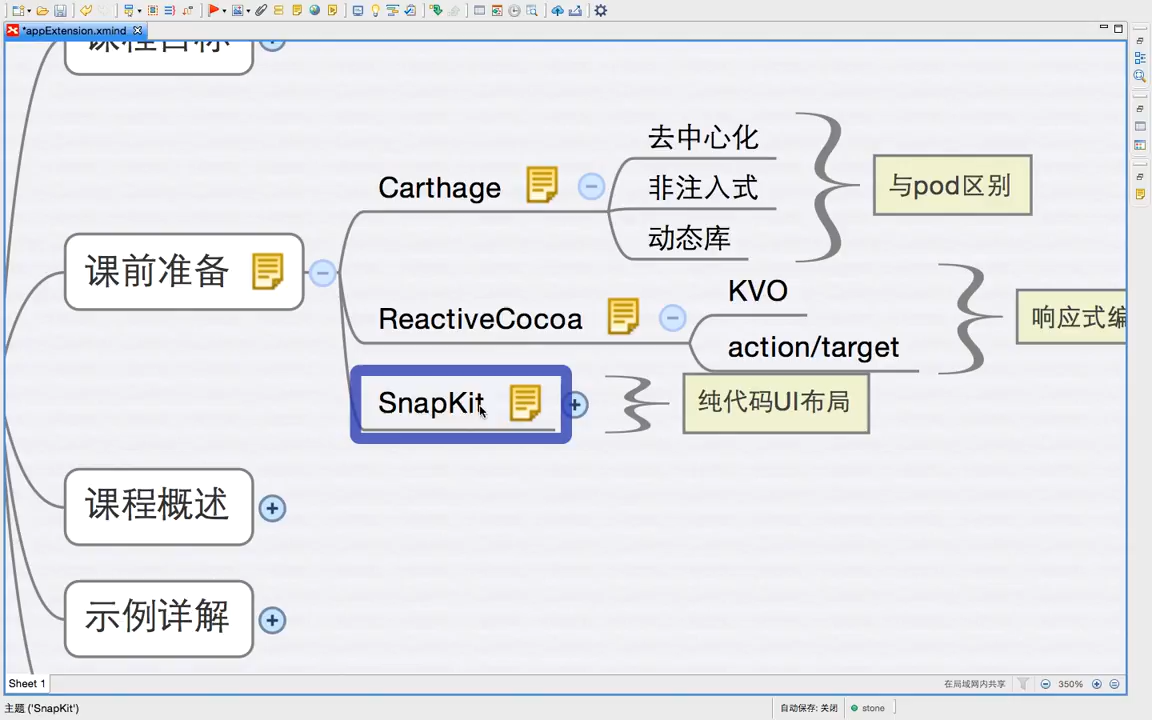 *appExtension.xmind
课程目标
去中心化
Carthage
非注入式
与pod区别
动态库
课前准备
KVO
ReactiveCocoa
响应式编
action/target
SnapKit
纯代码UI布局
课程概述
示例详解
Sheet 1
在局域网内共享
350%
主题 ('SnapKit')
自动保存: 关闭
stone